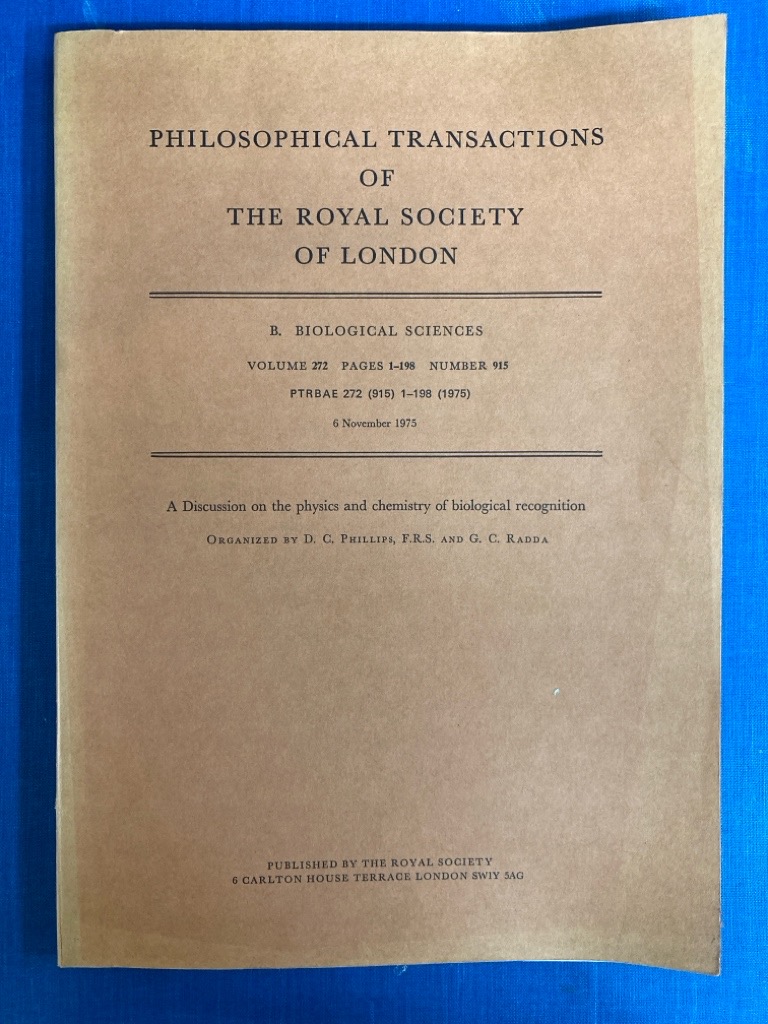 PHILOSOPHICAL TRANSACTIONS
OF
THE ROYAL SOCIETY
OF LONDON
B. BIOLOGICAL SCIENCES
VOLUME 272 PAGES 1–198 NUMBER 915
PTRBAE 272 (915) 1–198 (1975)
6 November 1975
A Discussion on the physics and chemistry of biological recognition
ORGANIZED BY D. C. PHILLIPS, F.R.S. AND G. C. RADDA
PUBLISHED BY THE ROYAL SOCIETY
6 CARLTON HOUSE TERRACE LONDON SW1Y 5AG